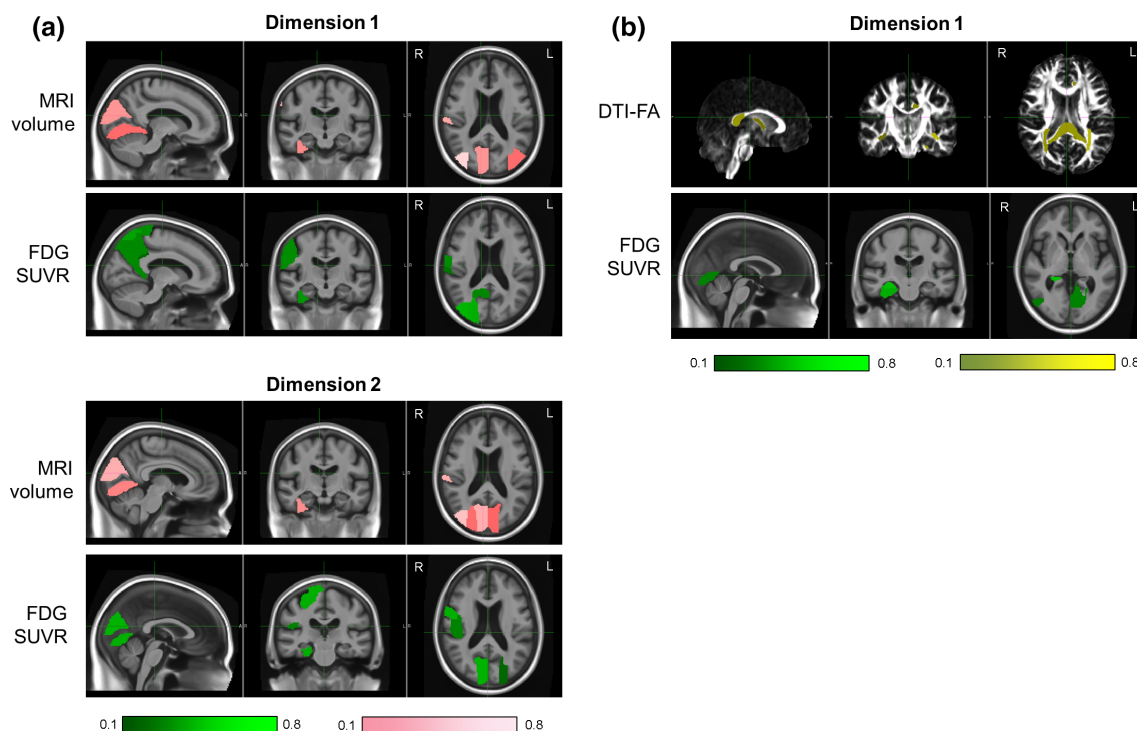 (a)
Dimension 1
MRI
volume
R
L
FDG
SUVR
R
L
Dimension 2
MRI
volume
R
L
FDG
SUVR
R
L
0.1
0.8
0.1
0.8
(b)
Dimension 1
DTI-FA
R
L
FDG
SUVR
R
L
0.1
0.8
0.1
0.8